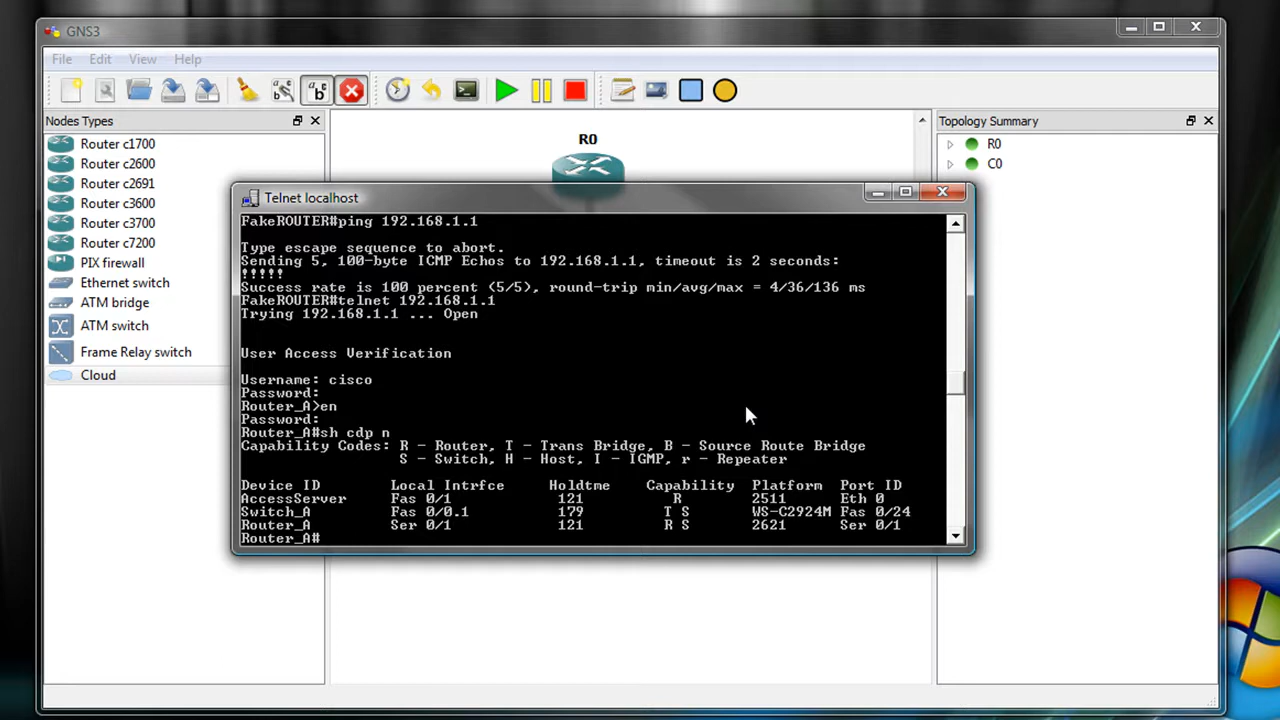 GNS3
File Edit View Help
Nodes Types
Router c1700
Router c2600
Router c2691
Router c3600
Router c3700
Router c7200
PIX firewall
Ethernet switch
ATM bridge
ATM switch
Frame Relay switch
Cloud
R0
Topology Summary
R0
C0
Telnet localhost
FakeROUTER#ping 192.168.1.1
Type escape sequence to abort.
Sending 5, 100-byte ICMP Echos to 192.168.1.1, timeout is 2 seconds:
!!!!!
Success rate is 100 percent (5/5), round-trip min/avg/max = 4/36/136 ms
FakeROUTER#telnet 192.168.1.1
Trying 192.168.1.1 ... Open
User Access Verification
Username: cisco
Password:
Router_A>en
Password:
Router_A#sh cdp n
Capability Codes: R - Router, T - Trans Bridge, B - Source Route Bridge
S - Switch, H - Host, I - IGMP, r - Repeater
Device ID Local Intrfce Holdtme Capability Platform Port ID
AccessServer Fas 0/1 121 R 2511 Eth 0
Switch_A Fas 0/0.1 179 T S WS-C2924M Fas 0/24
Router_A Ser 0/1 121 R S 2621 Ser 0/1
Router_A#